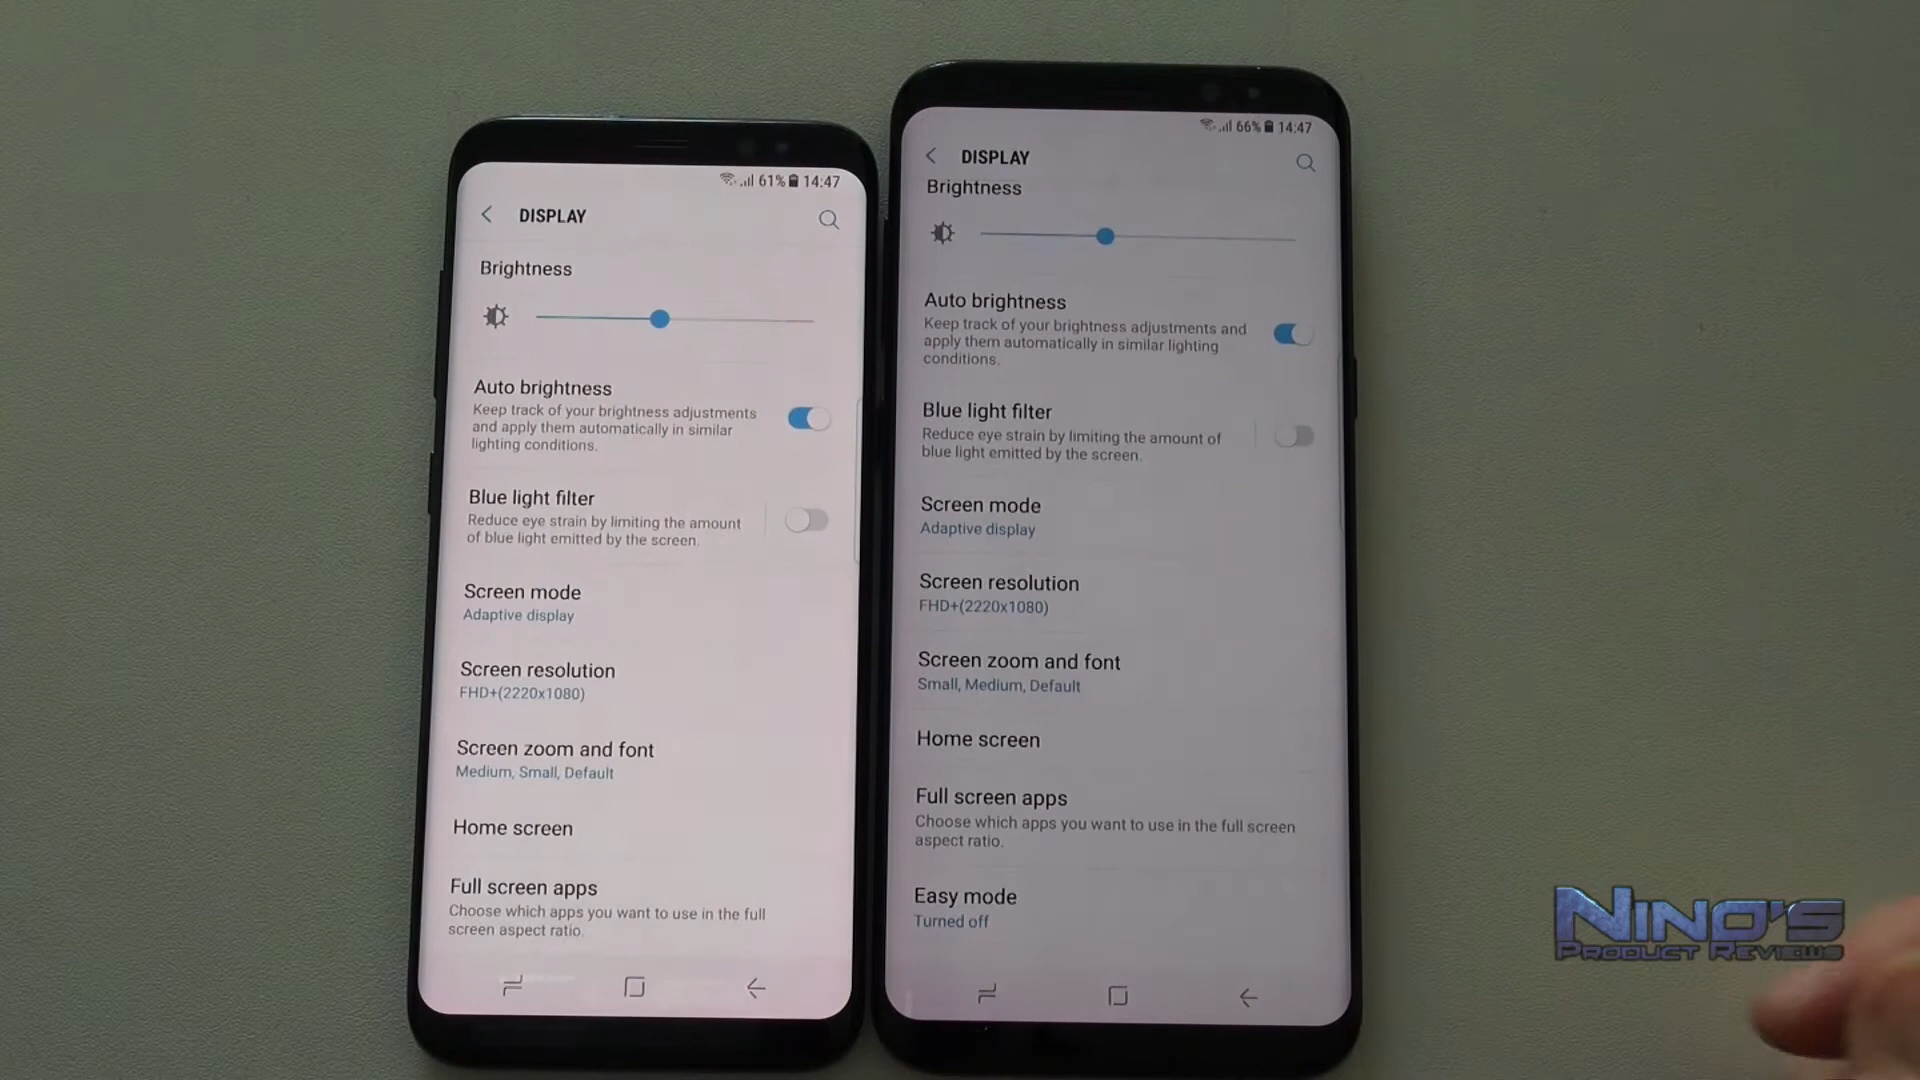 61% 14:47
DISPLAY
Brightness
Auto brightness
Keep track of your brightness adjustments
and apply them automatically in similar
lighting conditions.
Blue light filter
Reduce eye strain by limiting the amount
of blue light emitted by the screen.
Screen mode
Adaptive display
Screen resolution
FHD+(2220x1080)
Screen zoom and font
Medium, Small, Default
Home screen
Full screen apps
Choose which apps you want to use in the full
screen aspect ratio.
66% 14:47
DISPLAY
Brightness
Auto brightness
Keep track of your brightness adjustments and
apply them automatically in similar lighting
conditions.
Blue light filter
Reduce eye strain by limiting the amount of
blue light emitted by the screen.
Screen mode
Adaptive display
Screen resolution
FHD+(2220x1080)
Screen zoom and font
Small, Medium, Default
Home screen
Full screen apps
Choose which apps you want to use in the full screen
aspect ratio.
Easy mode
Turned off
NINO'S
PRODUCT REVIEWS